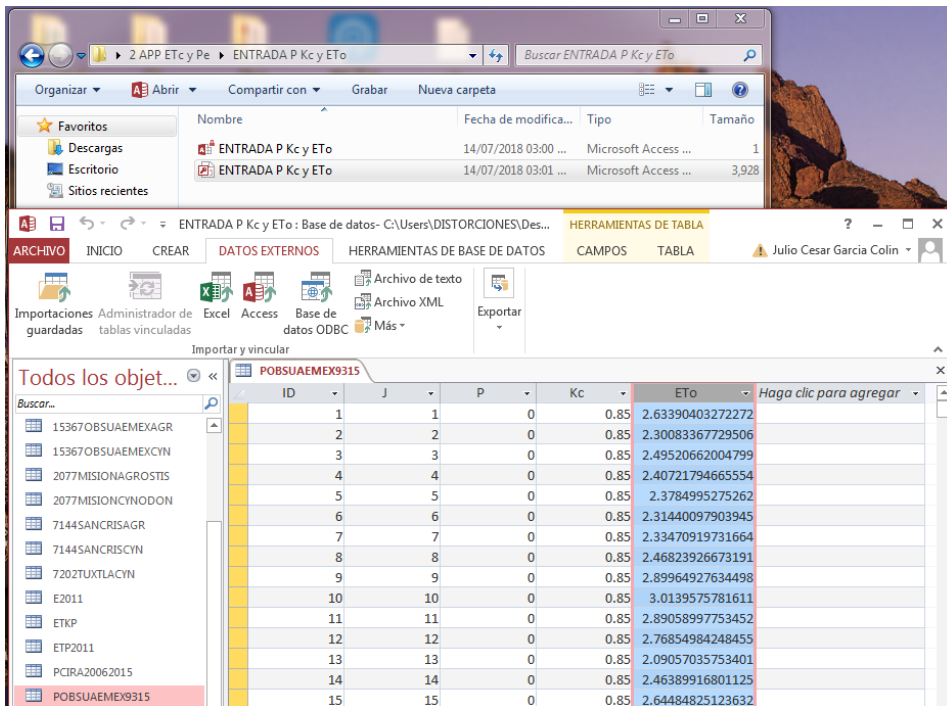 2 APP ETc y Pe ▸ ENTRADA P Kc y ETo
Buscar ENTRADA P Kc y ETo
Organizar Abrir Compartir con Grabar Nueva carpeta
Nombre Fecha de modifica... Tipo Tamaño
Favoritos
Descargas
Escritorio
Sitios recientes
ENTRADA P Kc y ETo 14/07/2018 03:00 ... Microsoft Access ... 1
ENTRADA P Kc y ETo 14/07/2018 03:01 ... Microsoft Access ... 3,928
ENTRADA P Kc y ETo : Base de datos- C:\Users\DISTORCIONES\Des... HERRAMIENTAS DE TABLA ?
ARCHIVO INICIO CREAR DATOS EXTERNOS HERRAMIENTAS DE BASE DE DATOS CAMPOS TABLA Julio Cesar Garcia Colin
Importaciones guardadas
Administrador de tablas vinculadas
Excel
Access
Base de datos ODBC
Archivo de texto
Archivo XML
Más
Exportar
Importar y vincular
Todos los objet... «
Buscar...
15367OBSUAEMEXAGR
15367OBSUAEMEXCYN
2077MISIONAGROSTIS
2077MISIONCYNODON
7144SANCRISAGR
7144SANCRISCYN
7202TUXTLACYN
E2011
ETKP
ETP2011
PCIRA20062015
POBSUAEMEX9315
POBSUAEMEX9315
ID J P Kc ETo Haga clic para agregar
1 1 0 0.85 2.63390403272272
2 2 0 0.85 2.30083367729506
3 3 0 0.85 2.49520662004799
4 4 0 0.85 2.40721794665554
5 5 0 0.85 2.3784995275262
6 6 0 0.85 2.31440097903945
7 7 0 0.85 2.33470919731664
8 8 0 0.85 2.46823926673191
9 9 0 0.85 2.89964927634498
10 10 0 0.85 3.0139575781611
11 11 0 0.85 2.89058997753452
12 12 0 0.85 2.76854984248455
13 13 0 0.85 2.09057035753401
14 14 0 0.85 2.46389916801125
15 15 0 0.85 2.64484825123632